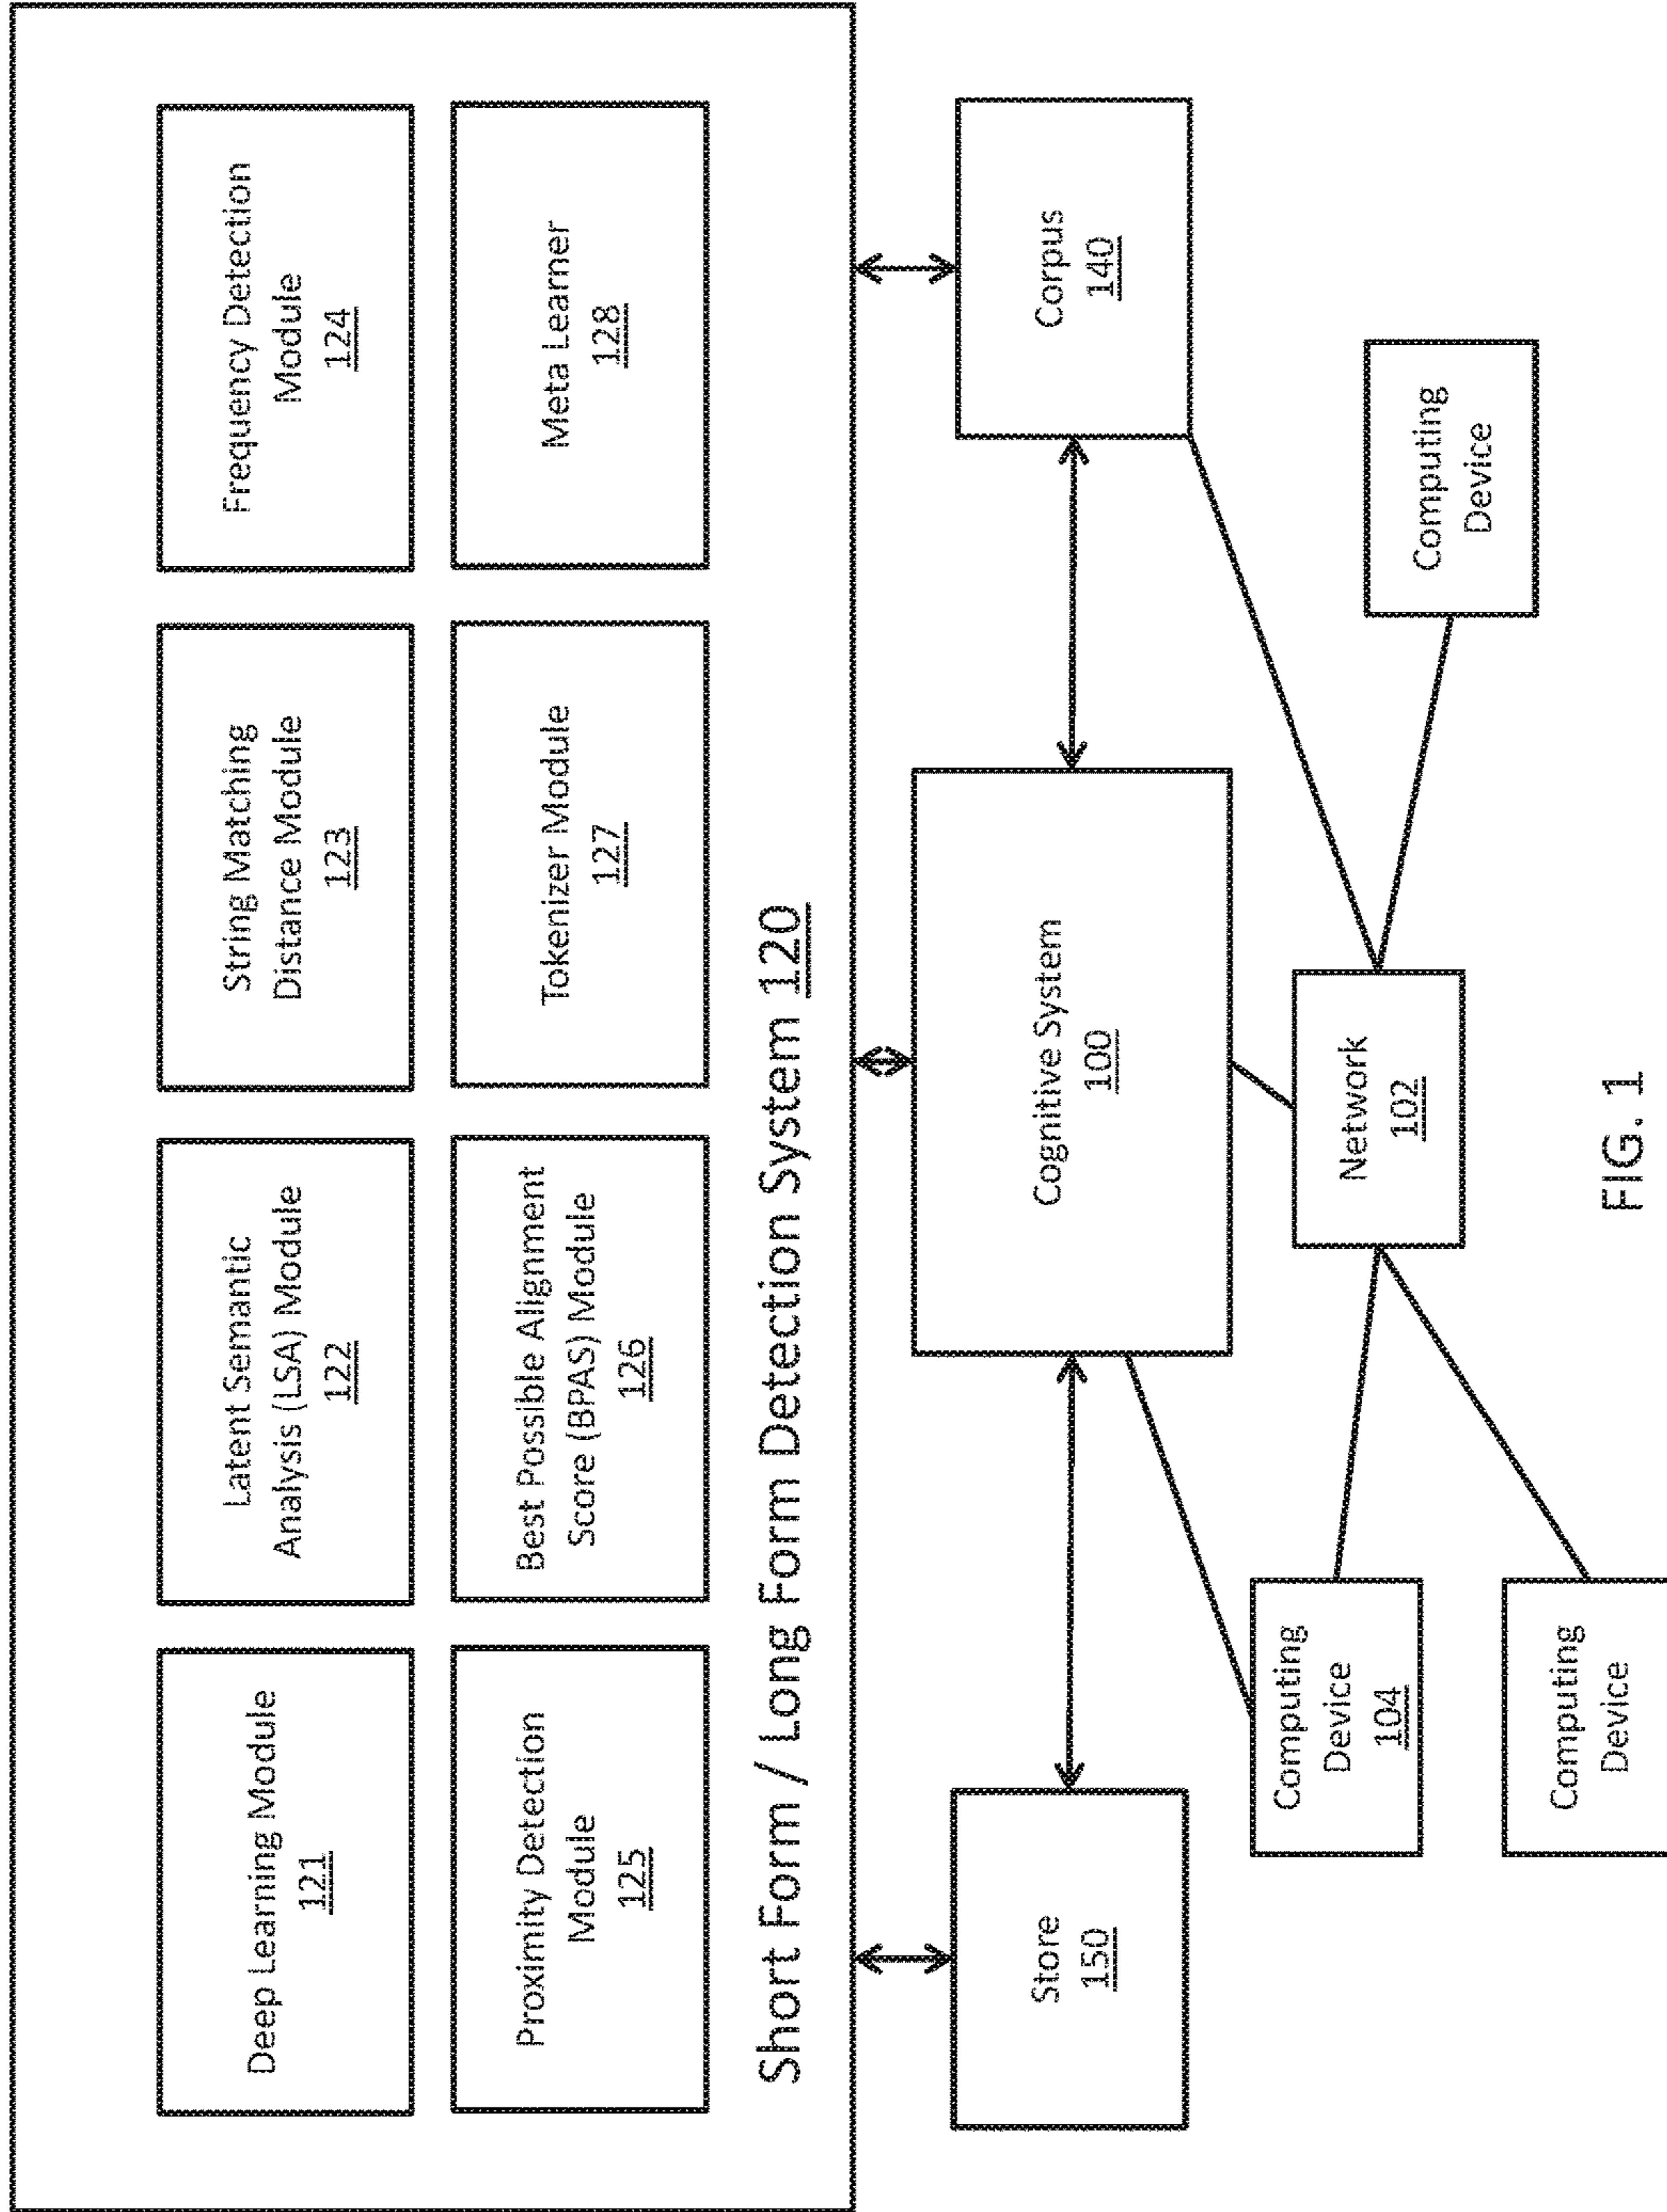 Deep Learning Module
121
Latent Semantic
Analysis (LSA) Module
122
String Matching
Distance Module
123
Frequency Detection
Module
124
Proximity Detection
Module
125
Best Possible Alignment
Score (BPAS) Module
126
Tokenizer Module
127
Meta Learner
128
Short Form / Long Form Detection System 120
Store
150
Cognitive System
100
Corpus
140
Computing
Device
104
Network
102
Computing
Device
Computing
Device
FIG. 1